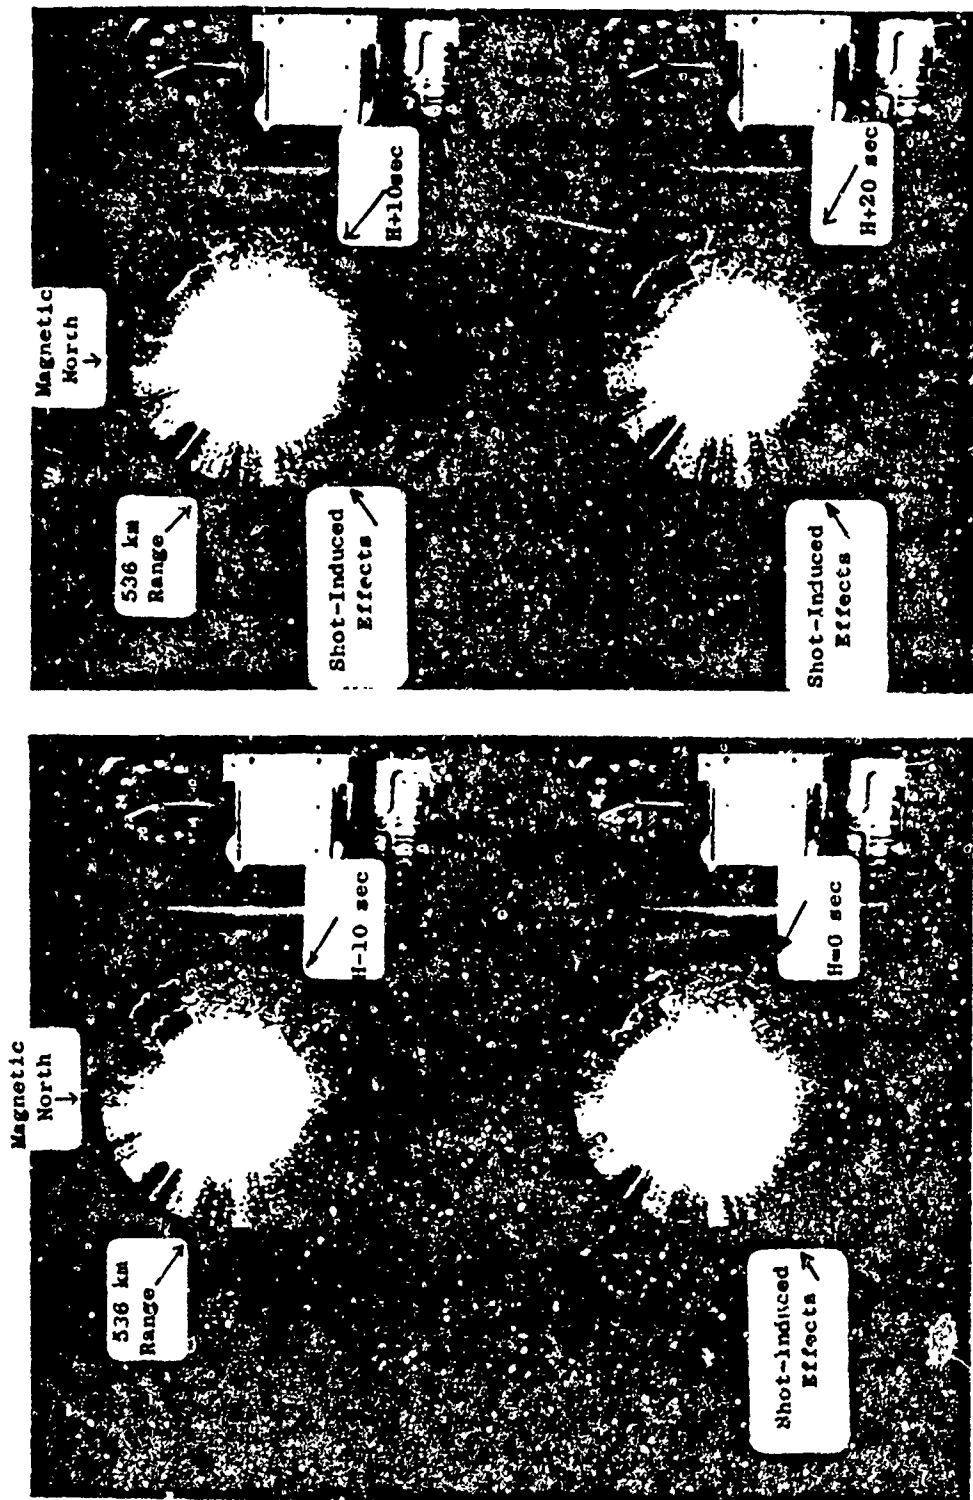 Magnetic
North
536 km
Range
H-10 sec
H=0 sec
Shot-Induced
Effects
Magnetic
North
536 km
Range
H+10sec
Shot-Induced
Effects
H+20 sec
Shot-Induced
Effects